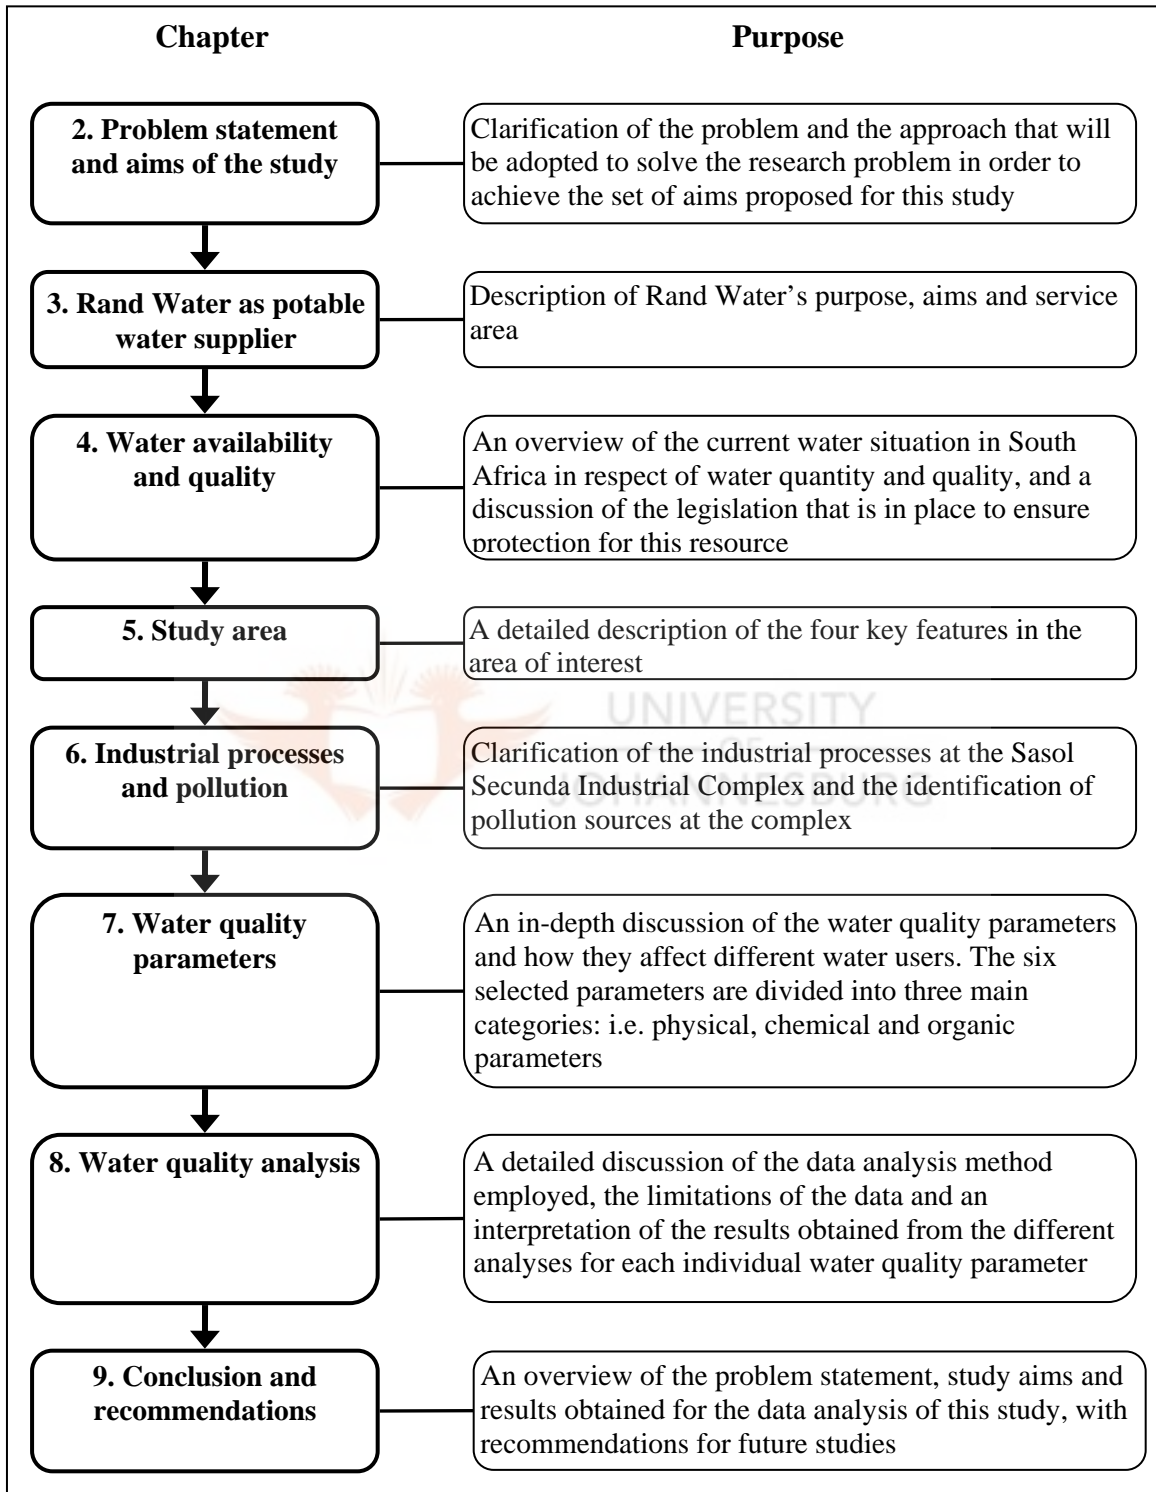 Chapter
Purpose
2. Problem statement
and aims of the study
Clarification of the problem and the approach that will
be adopted to solve the research problem in order to
achieve the set of aims proposed for this study
3. Rand Water as potable
water supplier
Description of Rand Water’s purpose, aims and service
area
4. Water availability
and quality
An overview of the current water situation in South
Africa in respect of water quantity and quality, and a
discussion of the legislation that is in place to ensure
protection for this resource
5. Study area
A detailed description of the four key features in the
area of interest
6. Industrial processes
and pollution
Clarification of the industrial processes at the Sasol
Secunda Industrial Complex and the identification of
pollution sources at the complex
UNIVERSITY
OF
JOHANNESBURG
7. Water quality
parameters
An in-depth discussion of the water quality parameters
and how they affect different water users. The six
selected parameters are divided into three main
categories: i.e. physical, chemical and organic
parameters
8. Water quality analysis
A detailed discussion of the data analysis method
employed, the limitations of the data and an
interpretation of the results obtained from the different
analyses for each individual water quality parameter
9. Conclusion and
recommendations
An overview of the problem statement, study aims and
results obtained for the data analysis of this study, with
recommendations for future studies